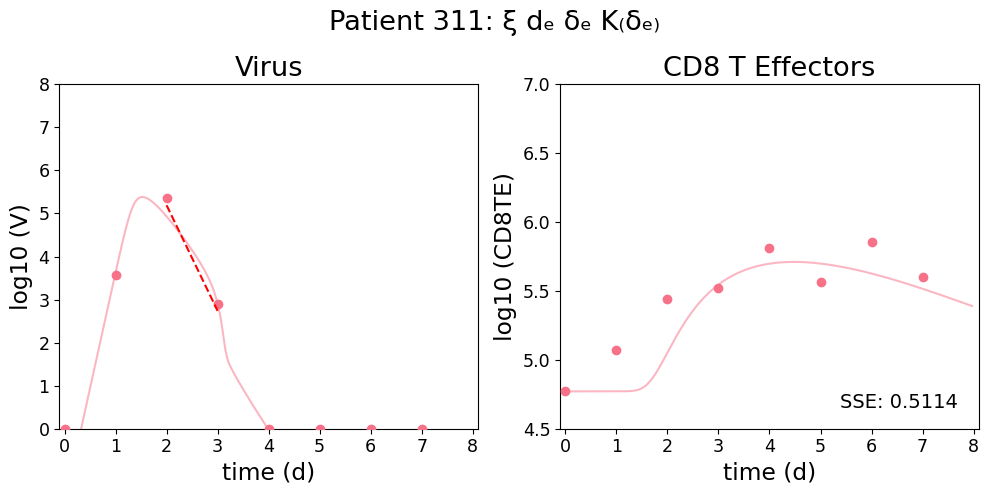 Patient 311: ξ dₑ δₑ K₍δₑ₎
Virus
CD8 T Effectors
log10 (V)
8
7
6
5
4
3
2
1
0
0 1 2 3 4 5 6 7 8
time (d)
log10 (CD8TE)
7.0
6.5
6.0
5.5
5.0
4.5
SSE: 0.5114
0 1 2 3 4 5 6 7 8
time (d)